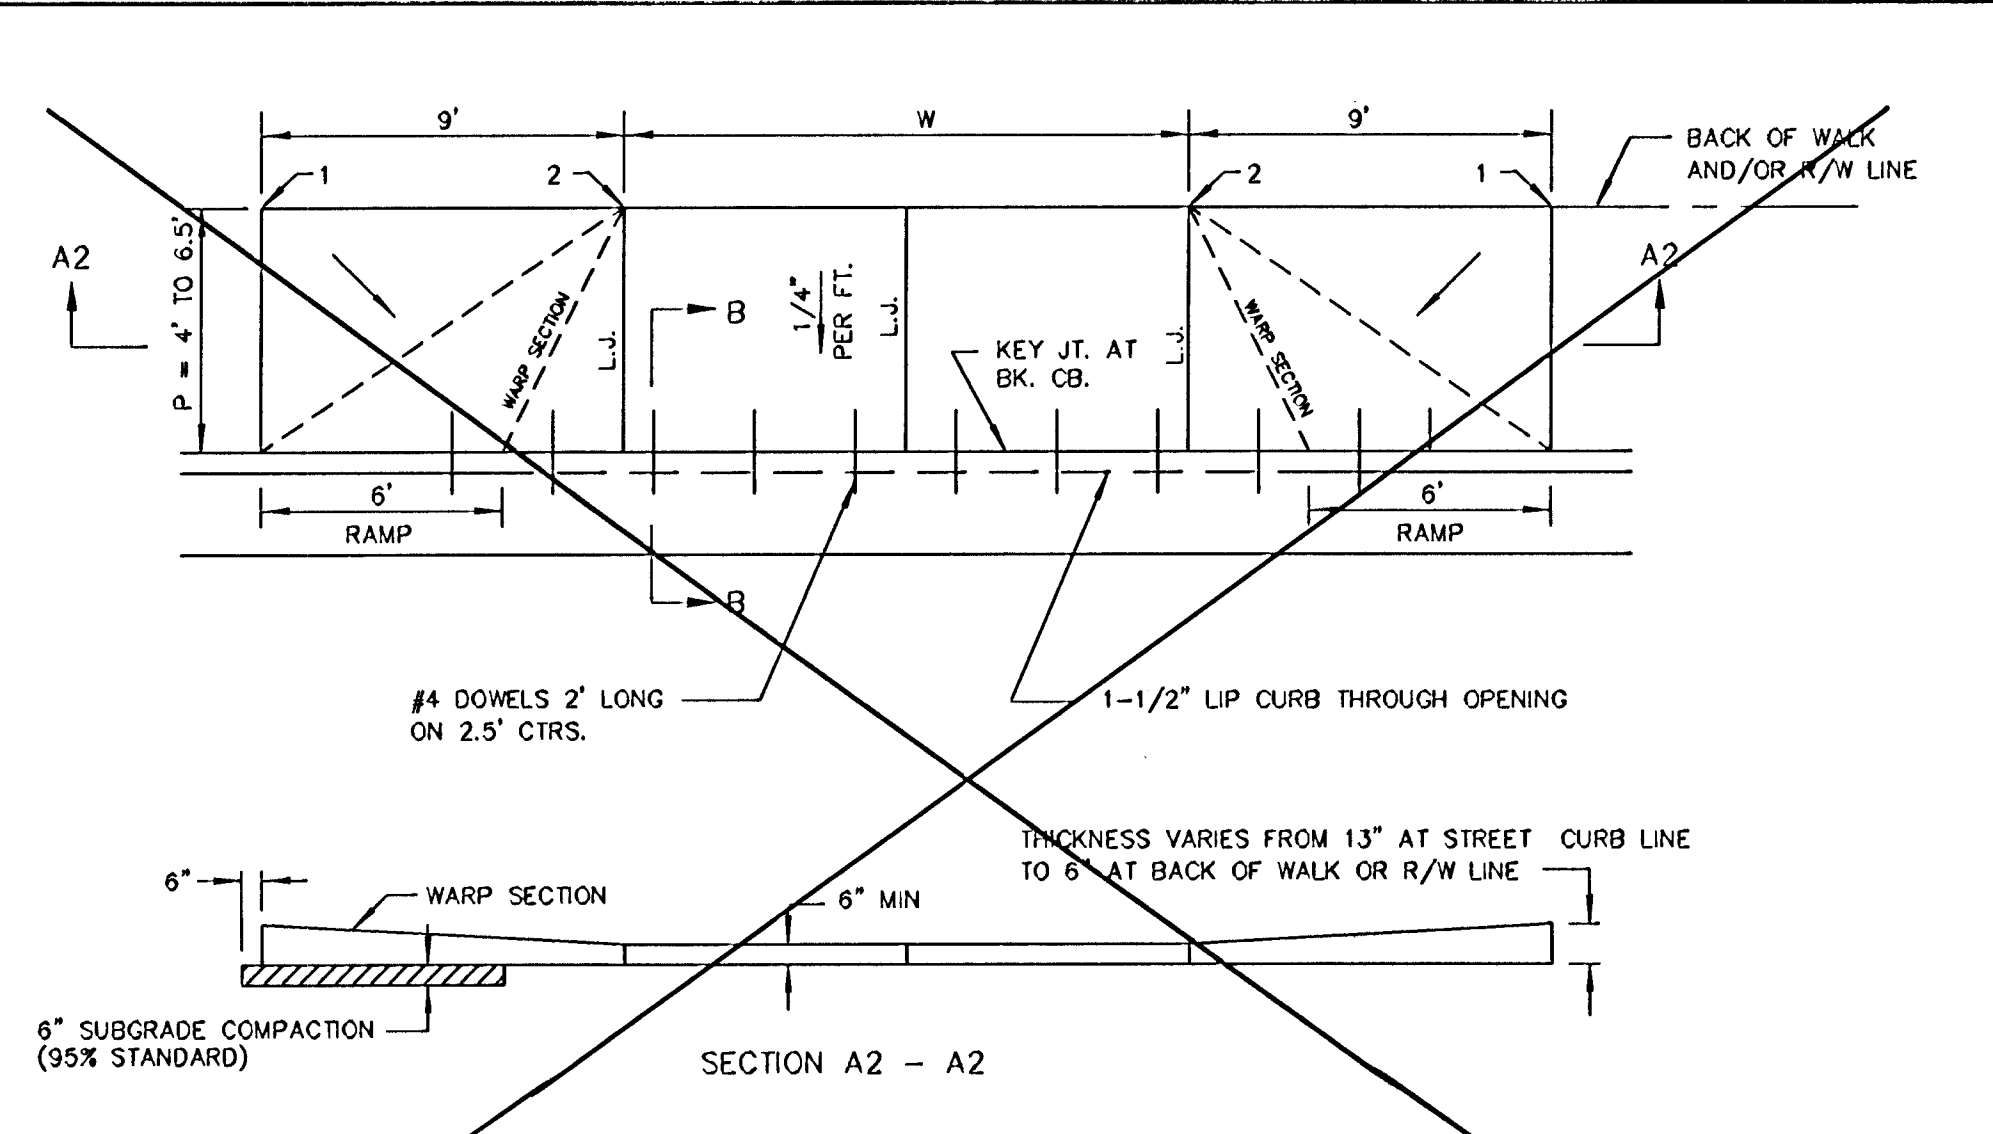 9'
W
9'
BACK OF WALK
AND/OR R/W LINE
1
2
2
1
A2
A2
P = 4' TO 6.5'
WARP SECTION
L.J.
B
1/4"
PER FT.
L.J.
KEY JT. AT
BK. CB.
L.J.
WARP SECTION
6'
RAMP
6'
RAMP
B
#4 DOWELS 2' LONG
ON 2.5' CTRS.
1-1/2" LIP CURB THROUGH OPENING
THICKNESS VARIES FROM 13" AT STREET CURB LINE
TO 6" AT BACK OF WALK OR R/W LINE
6"
WARP SECTION
6" MIN
6" SUBGRADE COMPACTION
(95% STANDARD)
SECTION A2 - A2